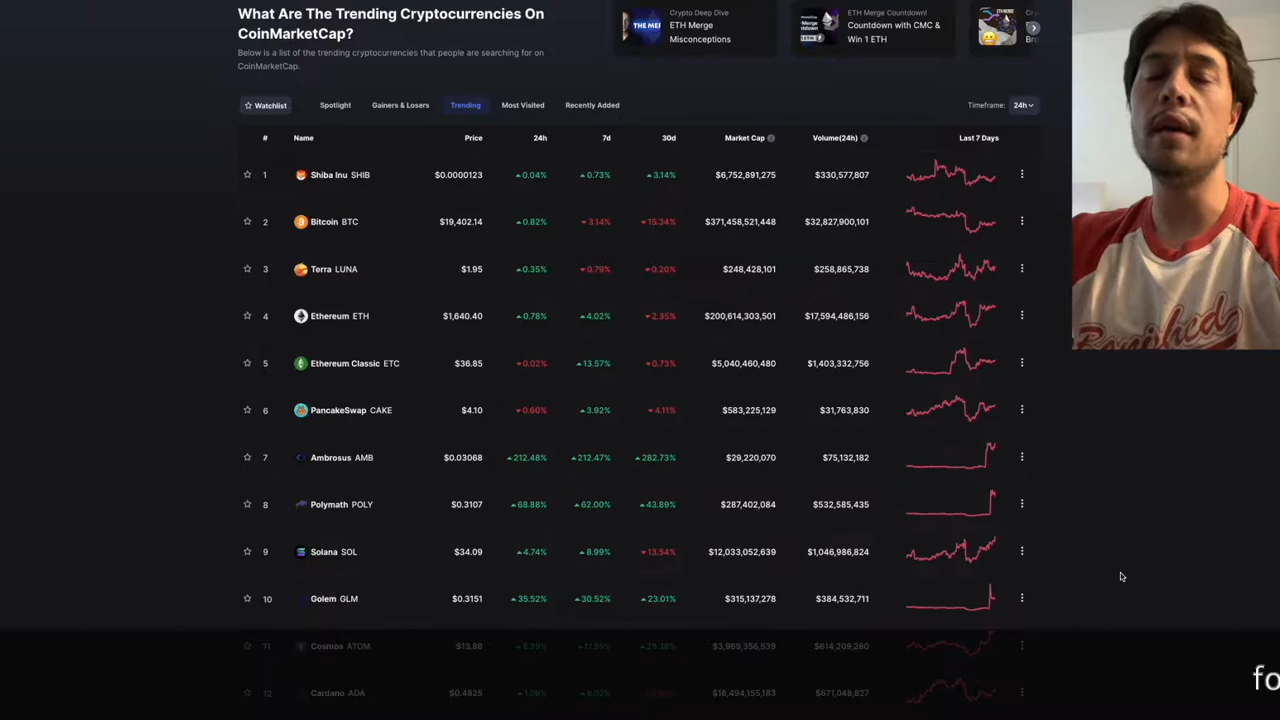 What Are The Trending Cryptocurrencies On
CoinMarketCap?
Below is a list of the trending cryptocurrencies that people are searching for on
CoinMarketCap.
Crypto Deep Dive
ETH Merge
Misconceptions
ETH Merge Countdown!
Countdown with CMC &
Win 1 ETH
Watchlist Spotlight Gainers & Losers Trending Most Visited Recently Added Timeframe: 24h
# Name Price 24h 7d 30d Market Cap Volume(24h) Last 7 Days
1 Shiba Inu SHIB $0.0000123 0.04% 0.73% 3.14% $6,752,891,275 $330,577,807
2 Bitcoin BTC $19,402.14 0.82% 3.14% 15.34% $371,458,521,448 $32,827,900,101
3 Terra LUNA $1.95 0.35% 0.79% 0.20% $248,428,101 $258,865,738
4 Ethereum ETH $1,640.40 0.78% 4.02% 2.35% $200,614,303,501 $17,594,486,156
5 Ethereum Classic ETC $36.85 0.02% 13.57% 0.73% $5,040,460,480 $1,403,332,756
6 PancakeSwap CAKE $4.10 0.60% 3.92% 4.11% $583,225,129 $31,763,830
7 Ambrosus AMB $0.03068 212.48% 212.47% 282.73% $29,220,070 $75,132,182
8 Polymath POLY $0.3107 68.88% 62.00% 43.89% $287,402,084 $532,585,435
9 Solana SOL $34.09 4.74% 8.99% 13.54% $12,033,052,639 $1,046,986,824
10 Golem GLM $0.3151 35.52% 30.52% 23.01% $315,137,278 $384,532,711
11 Cosmos ATOM $13.88 8.39% 11.95% 29.38% $3,969,356,539 $614,209,280
12 Cardano ADA $0.4825 1.06% 8.02% $16,494,155,183 $671,048,828
fo